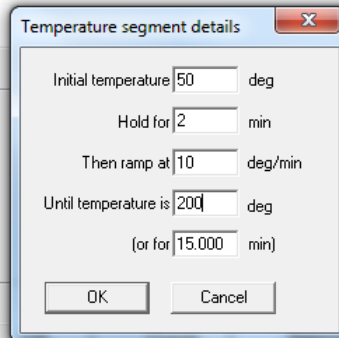 Temperature segment details
Initial temperature 50 deg
Hold for 2 min
Then ramp at 10 deg/min
Until temperature is 200 deg
(or for 15.000 min)
OK Cancel